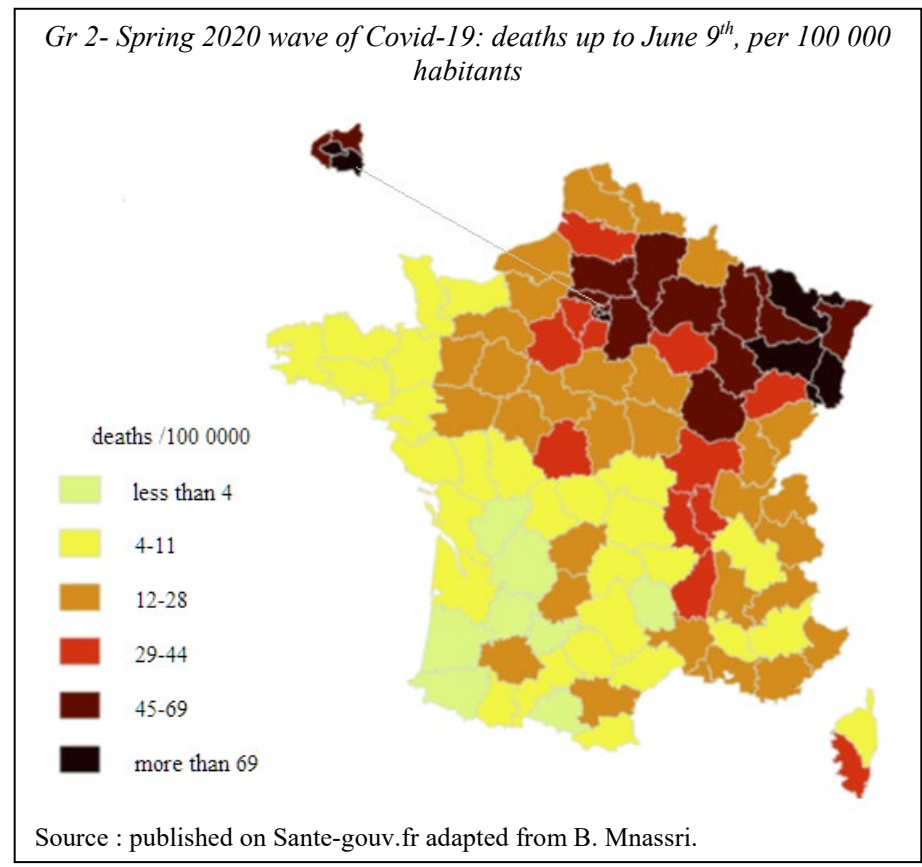 Gr 2- Spring 2020 wave of Covid-19: deaths up to June 9th, per 100 000
habitants
deaths /100 0000
less than 4
4-11
12-28
29-44
45-69
more than 69
Source : published on Sante-gouv.fr adapted from B. Mnassri.